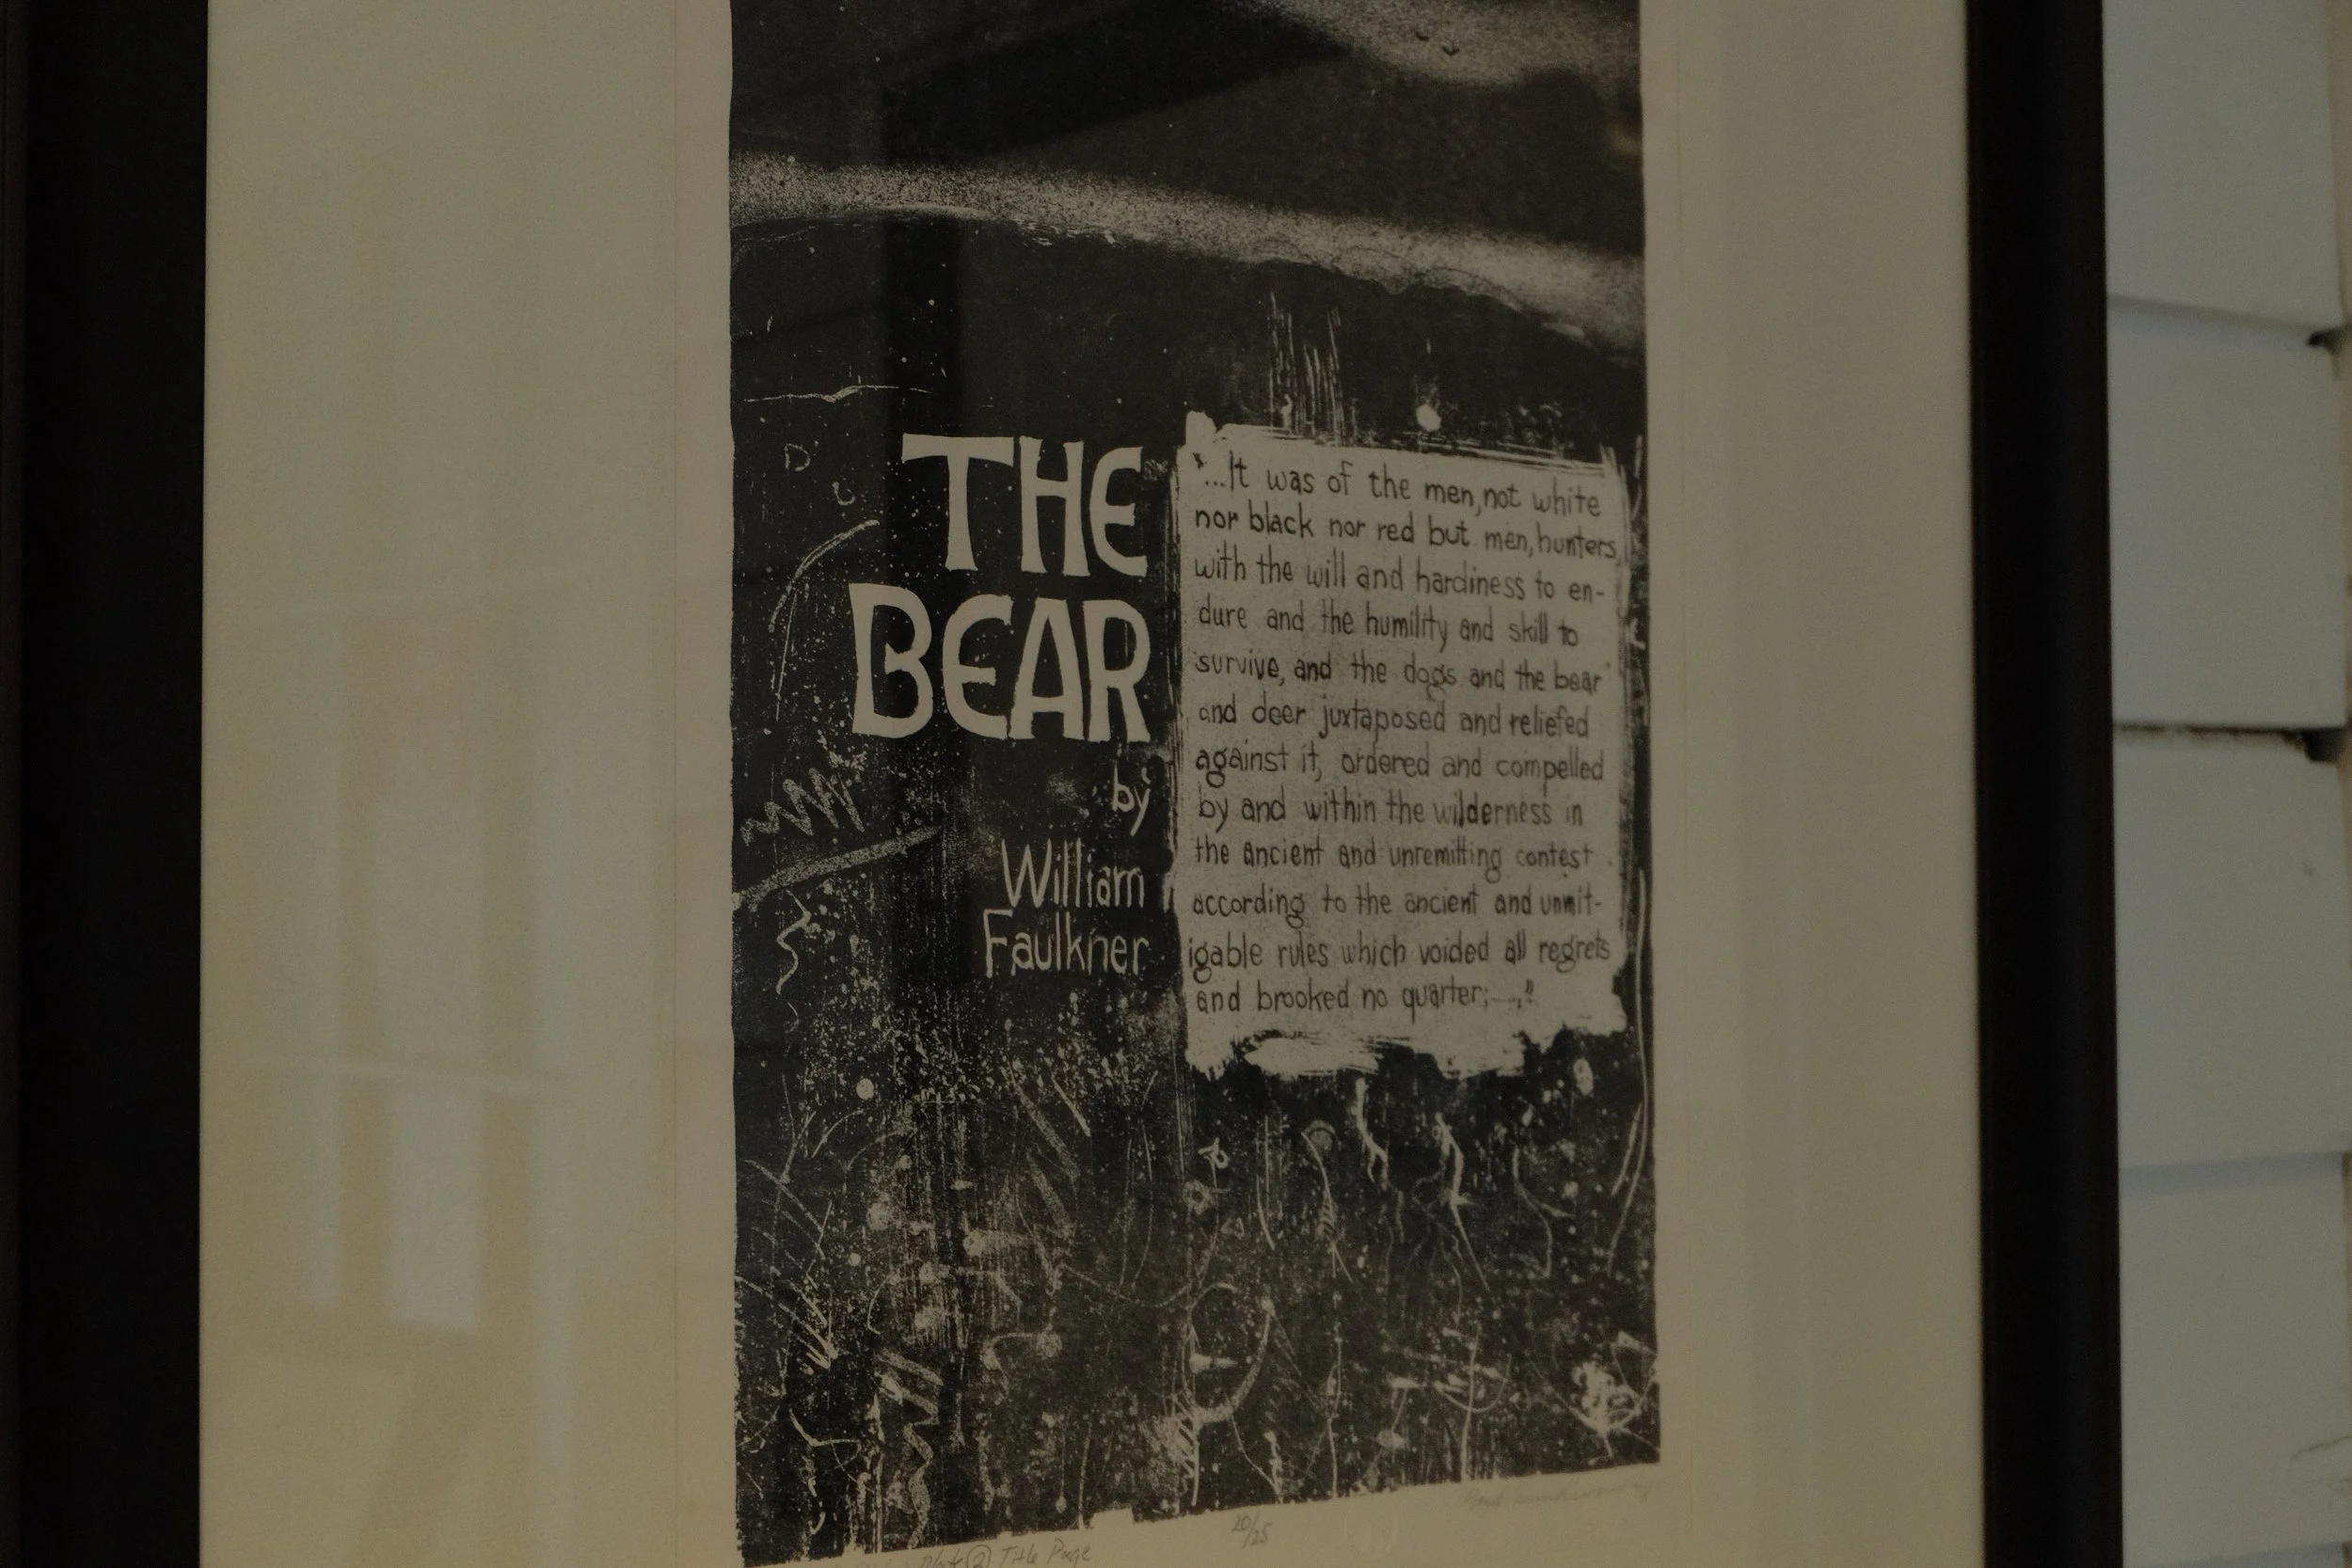 THE
BEAR
by
William
Faulkner
"...It was of the men, not white
nor black nor red but men, hunters,
with the will and hardiness to en-
dure and the humility and skill to
survive, and the dogs and the bear
and deer juxtaposed and reliefed
against it, ordered and compelled
by and within the wilderness in
the ancient and unremitting contest
according to the ancient and unmit-
igable rules which voided all regrets
and brooked no quarter;—,"
20/25
② Title Page